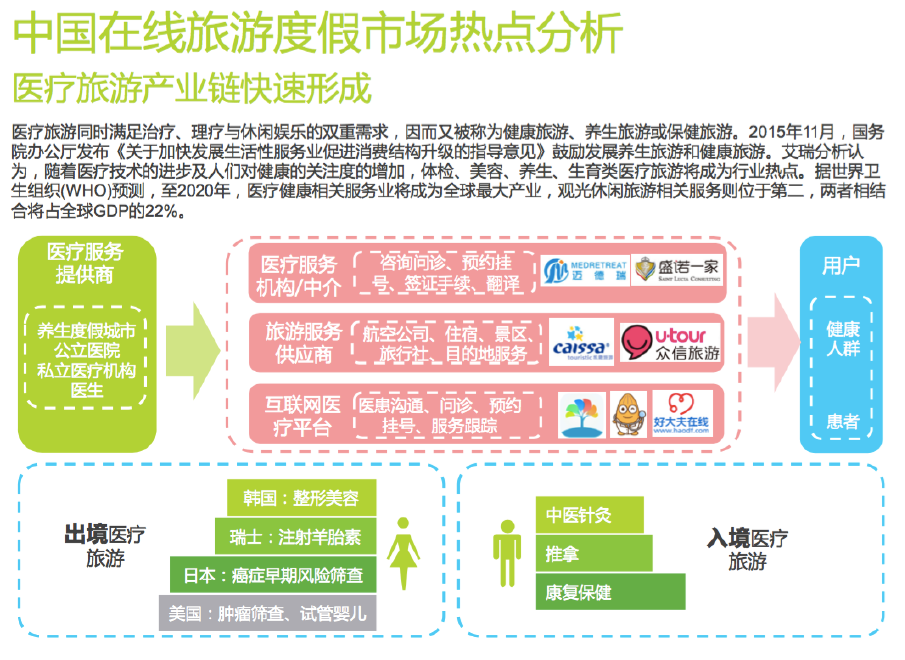 中国在线旅游度假市场热点分析
医疗旅游产业链快速形成
医疗旅游同时满足治疗、理疗与休闲娱乐的双重需求，因而又被称为健康旅游、养生旅游或保健旅游。2015年11月，国务
院办公厅发布《关于加快发展生活性服务业促进消费结构升级的指导意见》鼓励发展养生旅游和健康旅游。艾瑞分析认
为，随着医疗技术的进步及人们对健康的关注度的增加，体检、美容、养生、生育类医疗旅游将成为行业热点。据世界卫
生组织(WHO)预测，至2020年，医疗健康相关服务业将成为全球最大产业，观光休闲旅游相关服务则位于第二，两者相结
合将占全球GDP的22%。
医疗服务
提供商
养生度假城市
公立医院
私立医疗机构
医生
医疗服务
机构/中介
咨询问诊、预约挂
号、签证手续、翻译
MEDRETREAT
迈德瑞
盛诺一家
SAINT LUCIA CONSULTING
旅游服务
供应商
航空公司、住宿、景区、
旅行社、目的地服务
caissa
touristic
u-tour
众信旅游
互联网医
疗平台
医患沟通、问诊、预约
挂号、服务跟踪
好大夫在线
www.haodf.com
用户
健康
人群
患者
出境医疗
旅游
韩国：整形美容
瑞士：注射羊胎素
日本：癌症早期风险筛查
美国：肿瘤筛查、试管婴儿
中医针灸
推拿
康复保健
入境医疗
旅游